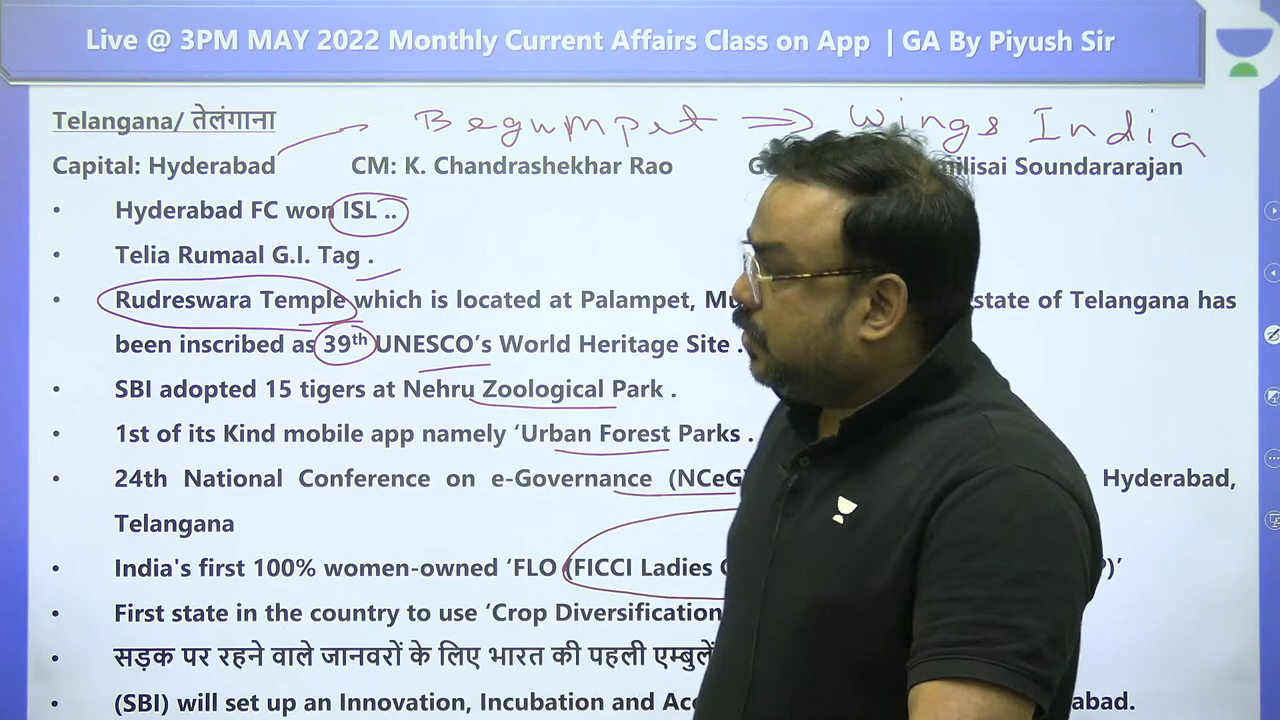 Live @ 3PM MAY 2022 Monthly Current Affairs Class on App | GA By Piyush Sir
Telangana/ तेलंगाना
Begumpet ⇒ Wings India
Capital: Hyderabad CM: K. Chandrashekhar Rao Soundararajan
• Hyderabad FC won ISL ..
• Telia Rumaal G.I. Tag .
• Rudreswara Temple which is located at Palampet, state of Telangana has
been inscribed as 39th UNESCO's World Heritage Site .
• SBI adopted 15 tigers at Nehru Zoological Park .
• 1st of its Kind mobile app namely 'Urban Forest Parks .
• 24th National Conference on e-Governance (NCeG) Hyderabad,
Telangana
• India's first 100% women-owned 'FLO (FICCI Ladies )'
• First state in the country to use 'Crop Diversification
• सड़क पर रहने वाले जानवरों के लिए भारत की पहली
• (SBI) will set up an Innovation, Incubation and